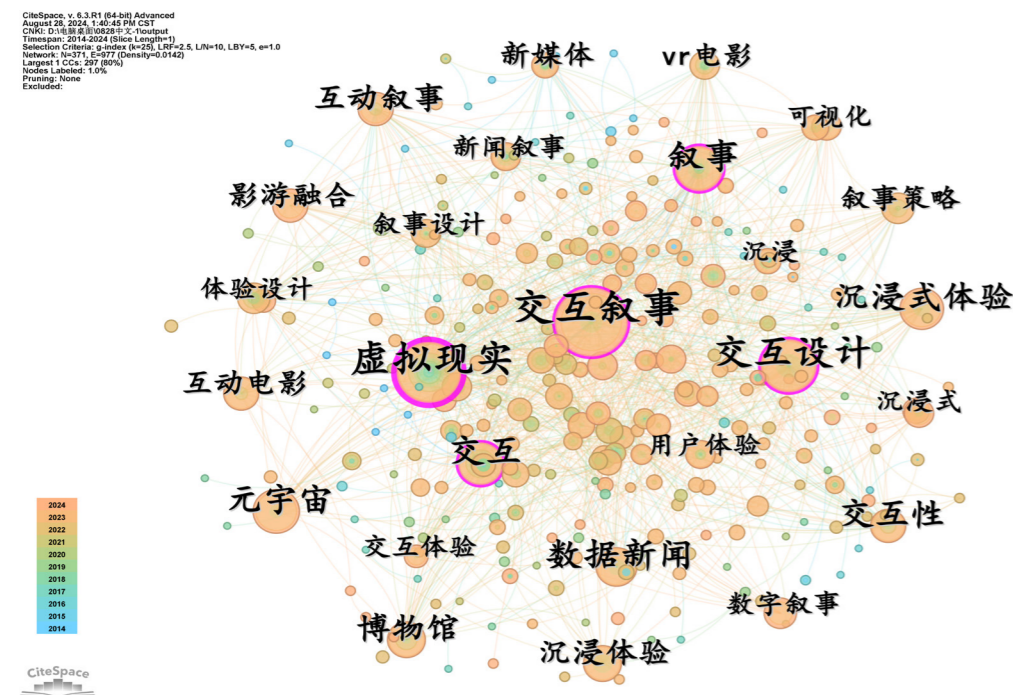 CiteSpace, v. 6.3.R1 (64-bit) Advanced
August 28, 2024, 1:40:45 PM CST
CNKI: D:\电脑桌面\0828中文-1\output
Timespan: 2014-2024 (Slice Length=1)
Selection Criteria: g-index (k=25), LRF=2.5, L/N=10, LBY=5, e=1.0
Network: N=371, E=977 (Density=0.0142)
Largest 1 CCs: 297 (80%)
Nodes Labeled: 1.0%
Pruning: None
Excluded:
新媒体
vr电影
互动叙事
可视化
新闻叙事
叙事
影游融合
叙事策略
叙事设计
沉浸
体验设计
沉浸式体验
交互叙事
虚拟现实
交互设计
互动电影
沉浸式
交互
用户体验
元宇宙
交互性
交互体验
数据新闻
数字叙事
博物馆
沉浸体验
2024
2023
2022
2021
2020
2019
2018
2017
2016
2015
2014
CiteSpace